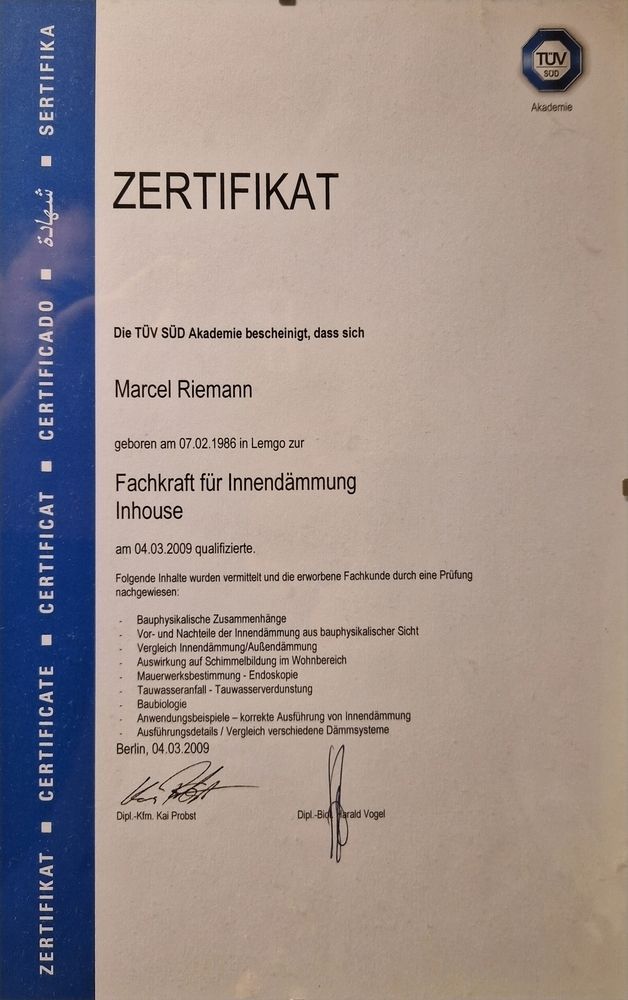 TÜV
SÜD
Akademie
ZERTIFIKAT
Die TÜV SÜD Akademie bescheinigt, dass sich
Marcel Riemann
geboren am 07.02.1986 in Lemgo zur
Fachkraft für Innendämmung
Inhouse
am 04.03.2009 qualifizierte.
Folgende Inhalte wurden vermittelt und die erworbene Fachkunde durch eine Prüfung
nachgewiesen:
- Bauphysikalische Zusammenhänge
- Vor- und Nachteile der Innendämmung aus bauphysikalischer Sicht
- Vergleich Innendämmung/Außendämmung
- Auswirkung auf Schimmelbildung im Wohnbereich
- Mauerwerksbestimmung - Endoskopie
- Tauwasseranfall - Tauwasserverdunstung
- Baubiologie
- Anwendungsbeispiele – korrekte Ausführung von Innendämmung
- Ausführungsdetails / Vergleich verschiedene Dämmsysteme
Berlin, 04.03.2009
Dipl.-Kfm. Kai Probst
Harald Vogel
ZERTIFIKAT ■ CERTIFICATE ■ CERTIFICAT ■ CERTIFICADO ■ شهادة ■ SERTIFIKA